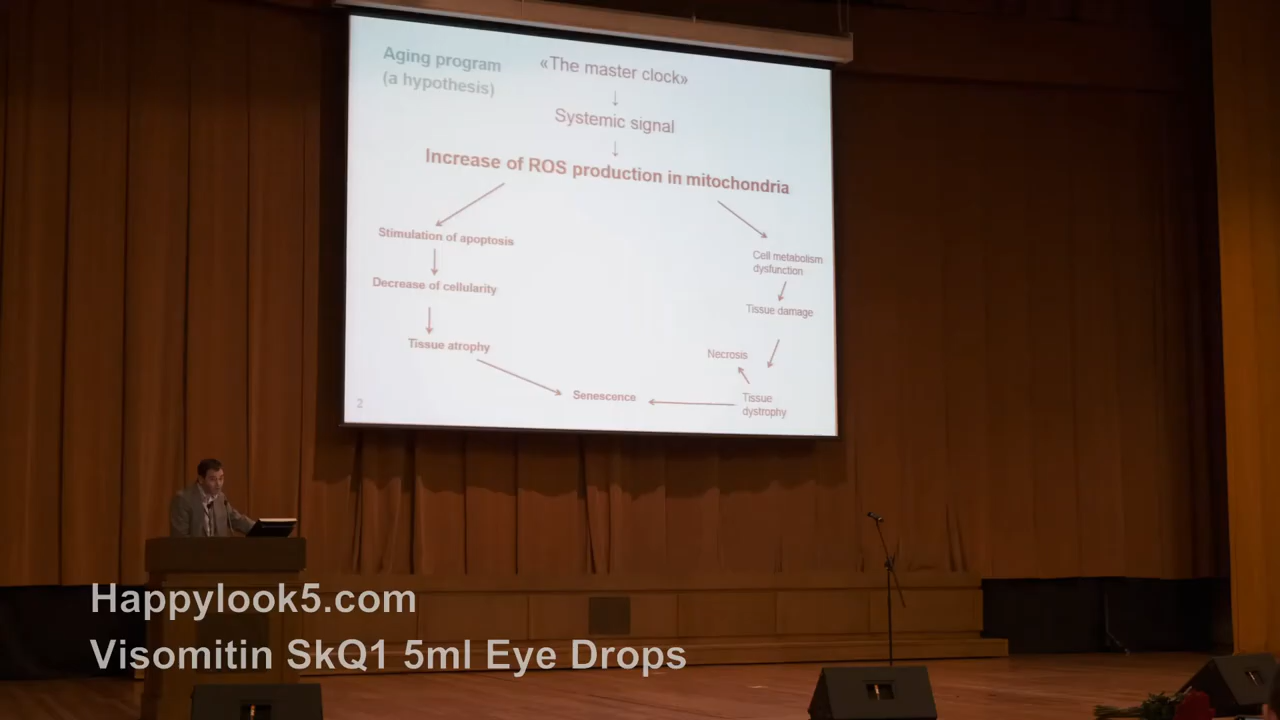 Aging program
(a hypothesis)
«The master clock»
Systemic signal
Increase of ROS production in mitochondria
Stimulation of apoptosis
Decrease of cellularity
Tissue atrophy
Cell metabolism
dysfunction
Tissue damage
Necrosis
Tissue
dystrophy
Senescence
2
Happylook5.com
Visomitin SkQ1 5ml Eye Drops